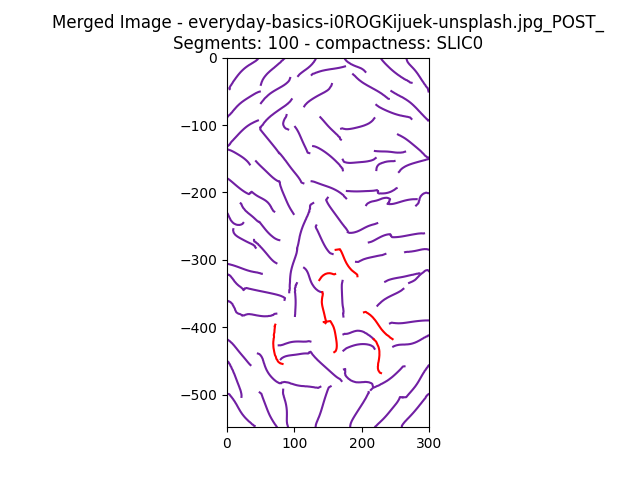 Merged Image - everyday-basics-i0ROGKijuek-unsplash.jpg_POST_
Segments: 100 - compactness: SLIC0
0
−100
−200
−300
−400
−500
0 100 200 300